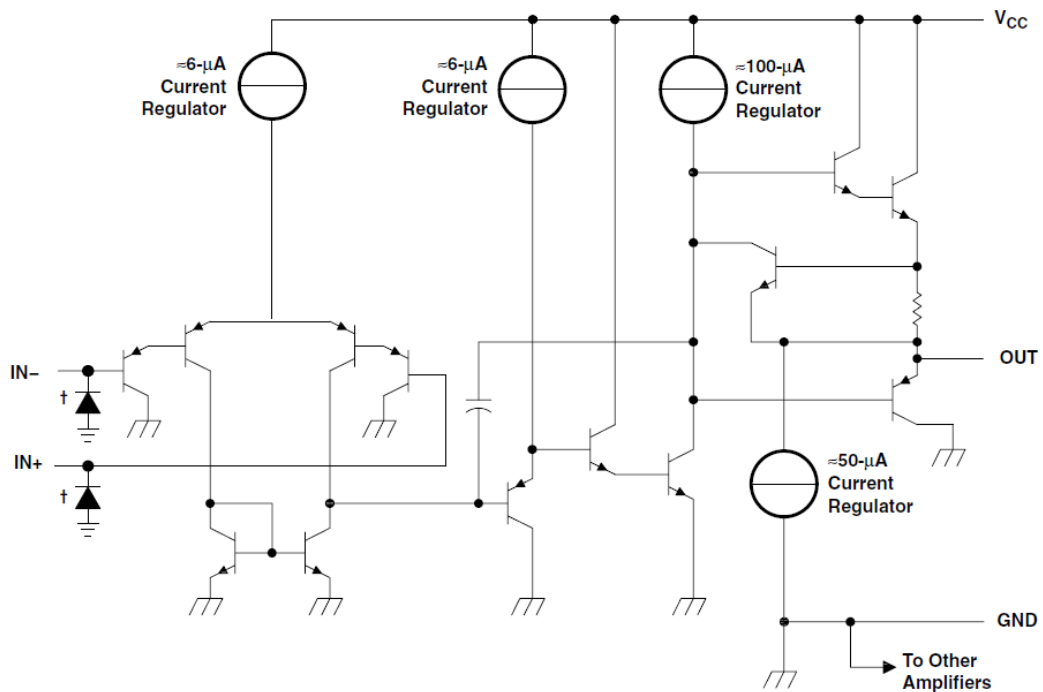 V_CC
≈6-µA
Current
Regulator
≈6-µA
Current
Regulator
≈100-µA
Current
Regulator
IN−
†
OUT
IN+
†
≈50-µA
Current
Regulator
GND
To Other
Amplifiers